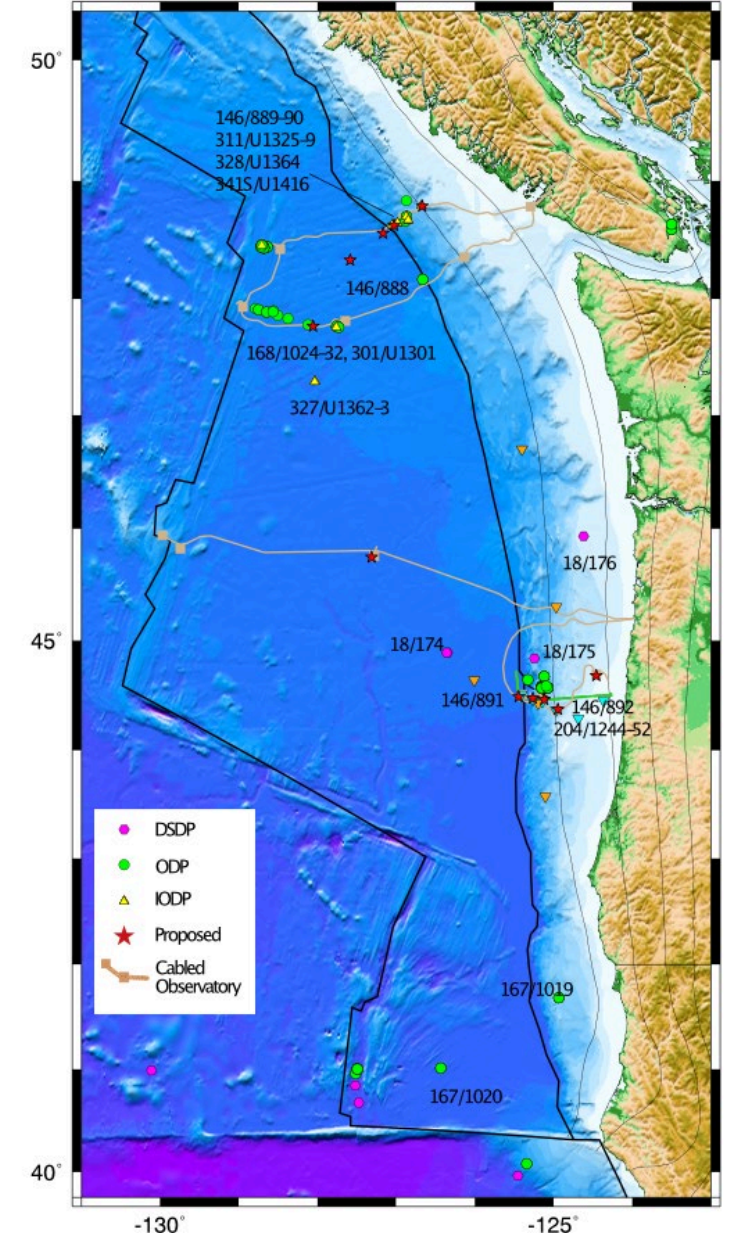 50°
146/889-90
311/U1325-9
328/U1364
341S/U1416
146/888
168/1024-32, 301/U1301
327/U1362-3
18/176
45°
18/174
18/175
146/891
146/892
204/1244-52
DSDP
ODP
IODP
Proposed
Cabled
Observatory
167/1019
167/1020
40°
-130°
-125°